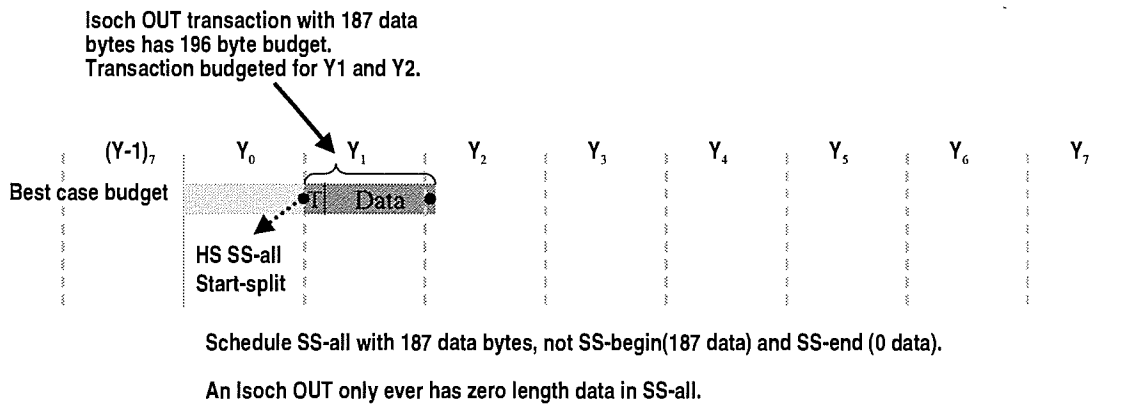 Isoch OUT transaction with 187 data
bytes has 196 byte budget.
Transaction budgeted for Y1 and Y2.
(Y-1)₇ Y₀ Y₁ Y₂ Y₃ Y₄ Y₅ Y₆ Y₇
Best case budget T Data
HS SS-all
Start-split
Schedule SS-all with 187 data bytes, not SS-begin(187 data) and SS-end (0 data).
An Isoch OUT only ever has zero length data in SS-all.